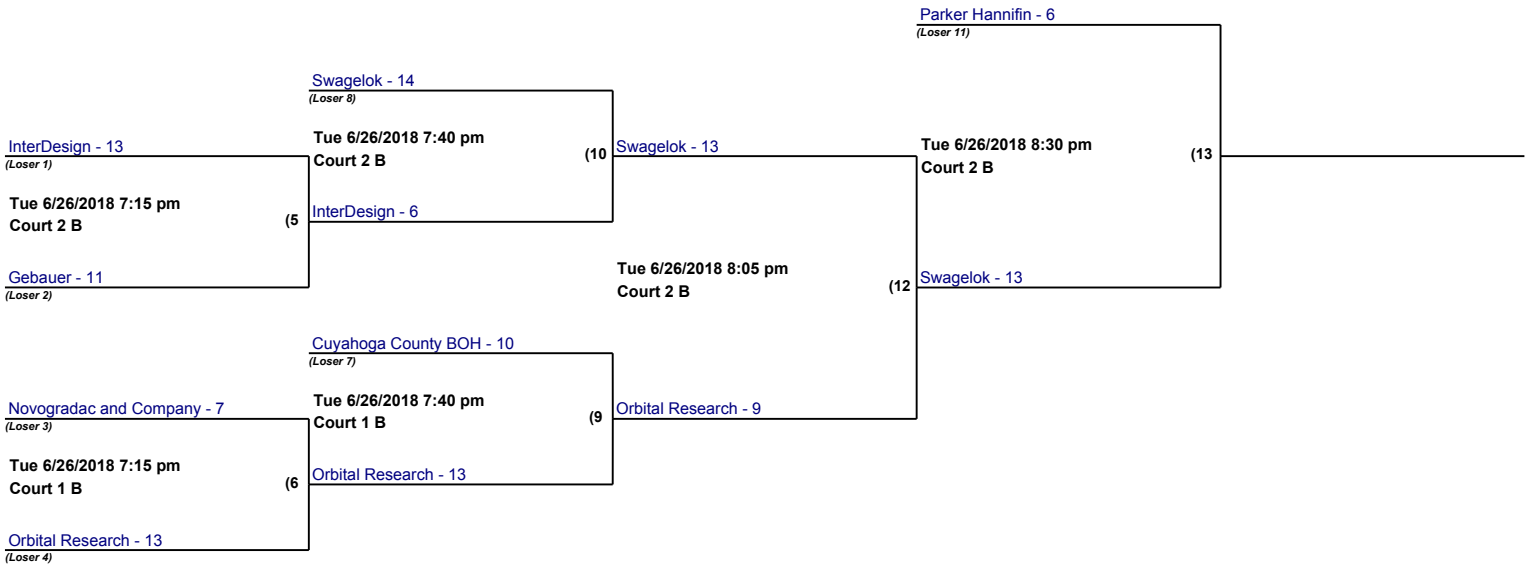 Parker Hannifin - 6
(Loser 11)
Swagelok - 14
(Loser 8)
Tue 6/26/2018 7:40 pm
Court 2 B
InterDesign - 13
(Loser 1)
(10
Swagelok - 13
Tue 6/26/2018 8:30 pm
Court 2 B
(13
Tue 6/26/2018 7:15 pm
Court 2 B
(5
InterDesign - 6
Gebauer - 11
(Loser 2)
Tue 6/26/2018 8:05 pm
Court 2 B
(12
Swagelok - 13
Cuyahoga County BOH - 10
(Loser 7)
Tue 6/26/2018 7:40 pm
Court 1 B
Novogradac and Company - 7
(Loser 3)
(9
Orbital Research - 9
Tue 6/26/2018 7:15 pm
Court 1 B
(6
Orbital Research - 13
Orbital Research - 13
(Loser 4)